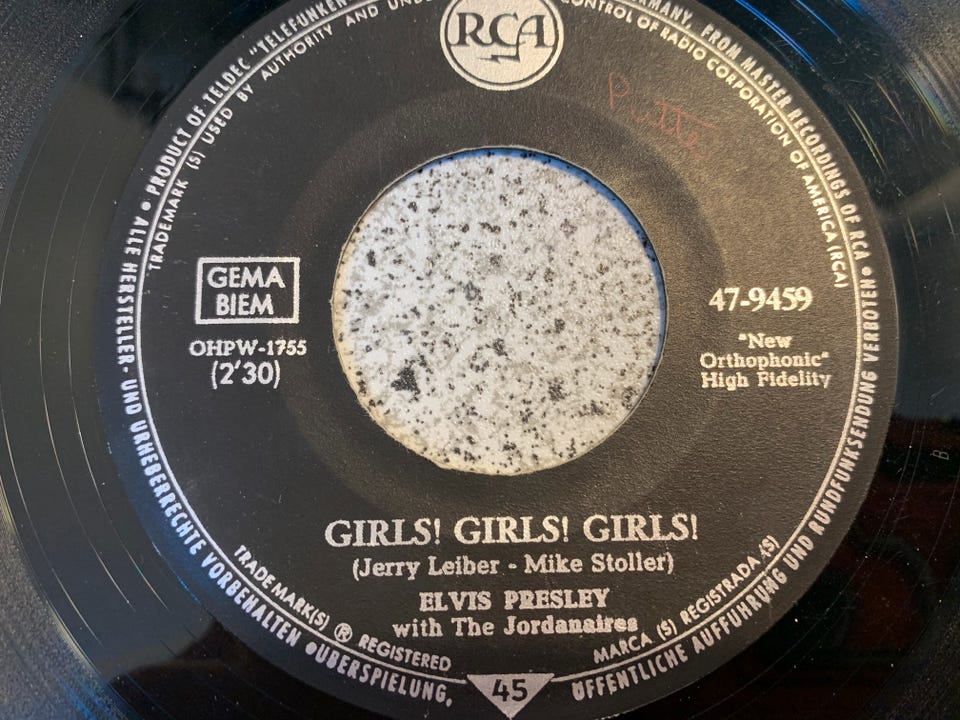 RCA
• PRODUCT OF TELDEC "TELEFUNKEN
GERMANY, FROM MASTER RECORDINGS OF RCA •
TRADEMARK (S) USED BY AUTHORITY AND UNDER
CONTROL OF RADIO CORPORATION OF AMERICA (RCA)
GEMA
BIEM
OHPW-1755
(2'30)
47-9459
"New
Orthophonic"
High Fidelity
GIRLS! GIRLS! GIRLS!
(Jerry Leiber - Mike Stoller)
ELVIS PRESLEY
with The Jordanaires
TRADEMARK(S) ® REGISTERED
MARCA (S) REGISTRADA (S)
45
ALLE HERSTELLER- UND URHEBERRECHTE VORBEHALTEN •ÜBERSPIELUNG,
ÖFFENTLICHE AUFFÜHRUNG UND RUNDFUNKSENDUNG VERBOTEN